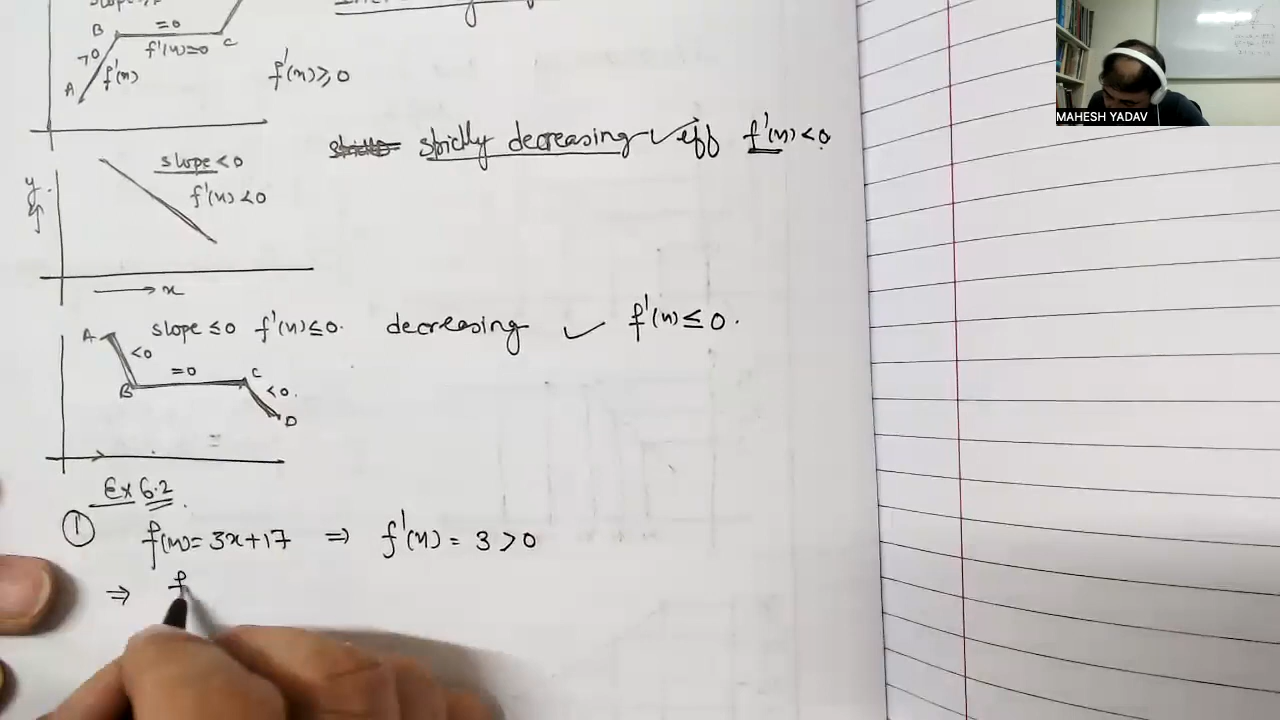 B =0 C
>0 f'(x)=0
A f'(x) f'(x)≥0
MAHESH YADAV
strictly decreasing ✓ iff f'(x)<0
slope<0
f'(x)<0
y
→ x
A slope ≤0 f'(x)≤0. decreasing ✓ f'(x)≤0.
<0 =0 C
B <0.
D
Ex 6.2
① f(x)=3x+17 ⇒ f'(x)=3>0
⇒ f